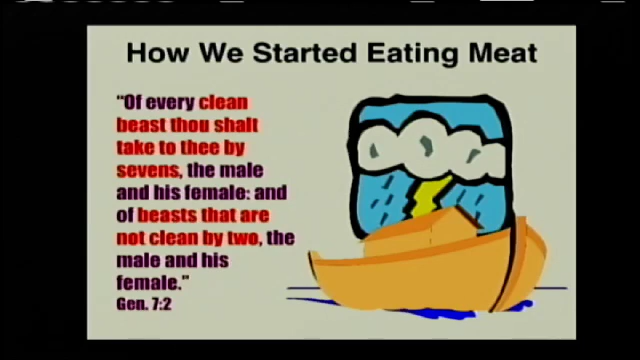 How We Started Eating Meat
“Of every clean
beast thou shalt
take to thee by
sevens, the male
and his female: and
of beasts that are
not clean by two, the
male and his
female.”
Gen. 7:2